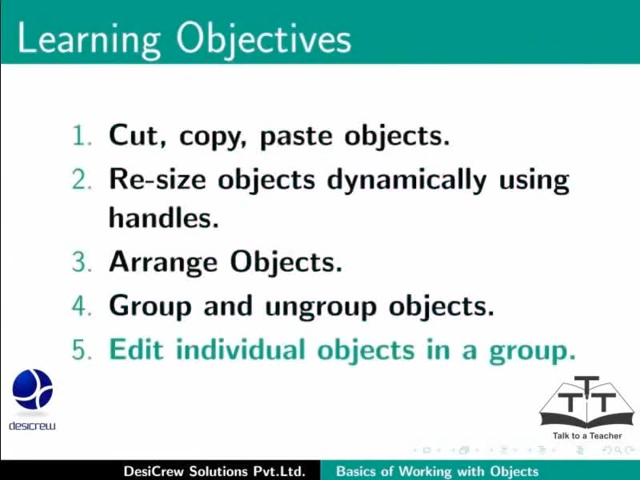 Learning Objectives
1. Cut, copy, paste objects.
2. Re-size objects dynamically using
handles.
3. Arrange Objects.
4. Group and ungroup objects.
5. Edit individual objects in a group.
desicrew
TTT
Talk to a Teacher
DesiCrew Solutions Pvt.Ltd. Basics of Working with Objects